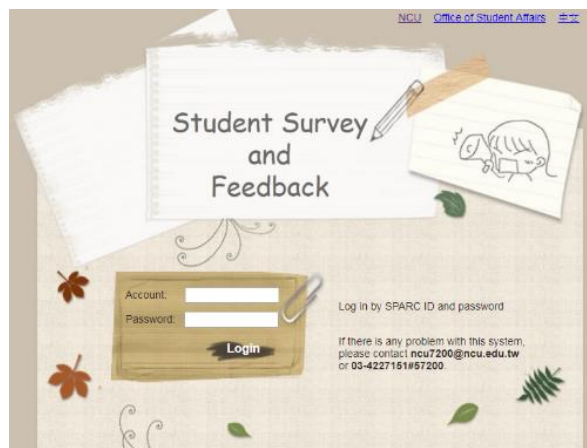 NCU Office of Student Affairs 中文
Student Survey
and
Feedback
Account:
Password:
Login
Log in by SPARC ID and password
If there is any problem with this system,
please contact ncu7200@ncu.edu.tw
or 03-4227151#57200.